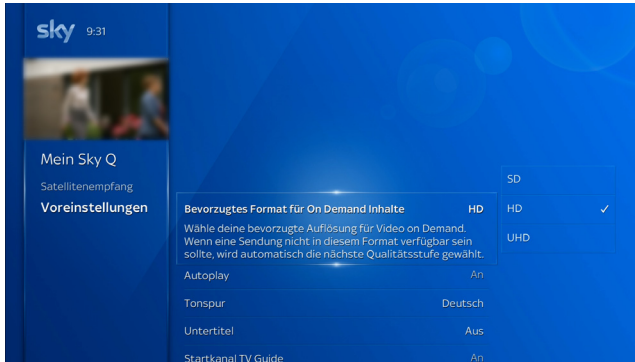 sky 9:31
Mein Sky Q
Satellitenempfang
Voreinstellungen
Bevorzugtes Format für On Demand Inhalte HD
Wähle deine bevorzugte Auflösung für Video on Demand.
Wenn eine Sendung nicht in diesem Format verfügbar sein
sollte, wird automatisch die nächste Qualitätsstufe gewählt.
SD
HD ✓
UHD
Autoplay An
Tonspur Deutsch
Untertitel Aus
Startkanal TV Guide An